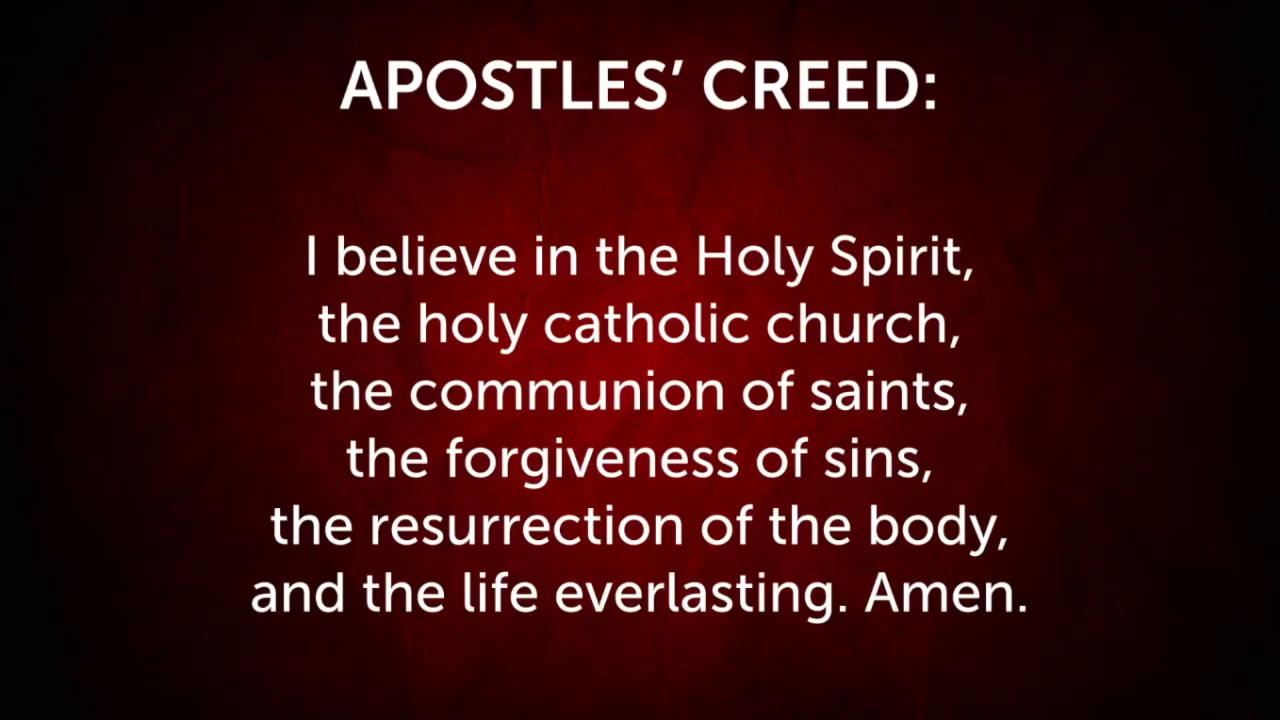 APOSTLES’ CREED:
I believe in the Holy Spirit,
the holy catholic church,
the communion of saints,
the forgiveness of sins,
the resurrection of the body,
and the life everlasting. Amen.